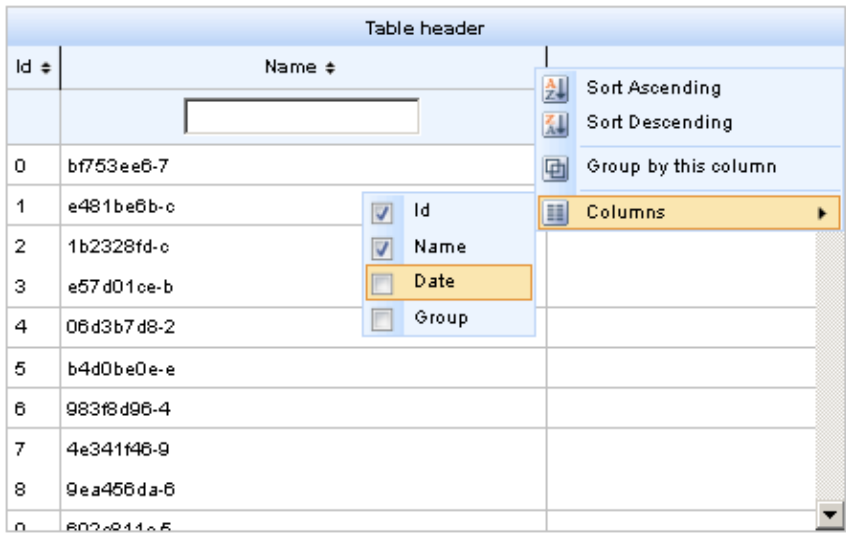 Table header
Id Name
Sort Ascending
Sort Descending
0 bf753ee6-7
Group by this column
1 e481be6b-c
Id
Columns
2 1b2328fd-c
Name
3 e57d01ce-b
Date
4 06d3b7d8-2
Group
5 b4d0be0e-e
6 983f8d96-4
7 4e341f46-9
8 9ea456da-6